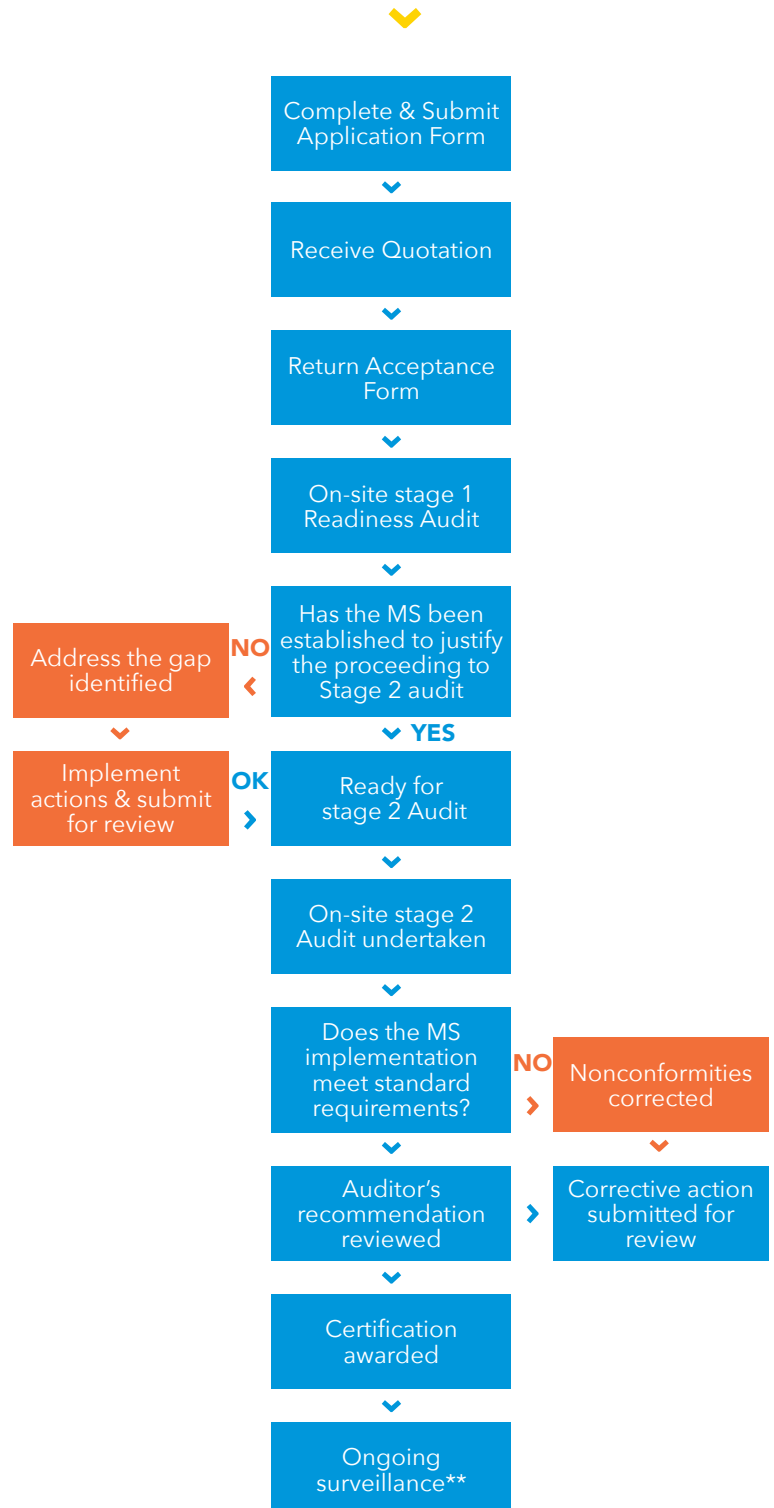 Complete & Submit
Application Form
Receive Quotation
Return Acceptance
Form
On-site stage 1
Readiness Audit
Has the MS been
established to justify
the proceeding to
Stage 2 audit
NO
Address the gap
identified
YES
Implement
actions & submit
for review
OK
Ready for
stage 2 Audit
On-site stage 2
Audit undertaken
Does the MS
implementation
meet standard
requirements?
NO
Nonconformities
corrected
Auditor’s
recommendation
reviewed
Corrective action
submitted for
review
Certification
awarded
Ongoing
surveillance**